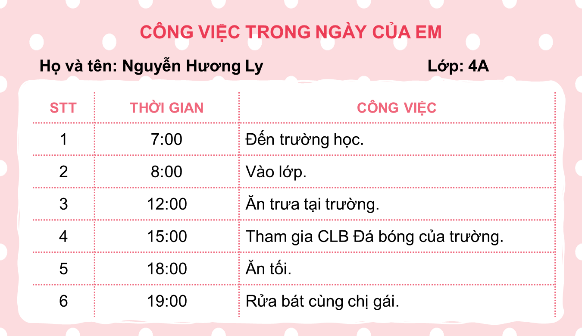 CÔNG VIỆC TRONG NGÀY CỦA EM
Họ và tên: Nguyễn Hương Ly Lớp: 4A
STT THỜI GIAN CÔNG VIỆC
1 7:00 Đến trường học.
2 8:00 Vào lớp.
3 12:00 Ăn trưa tại trường.
4 15:00 Tham gia CLB Đá bóng của trường.
5 18:00 Ăn tối.
6 19:00 Rửa bát cùng chị gái.